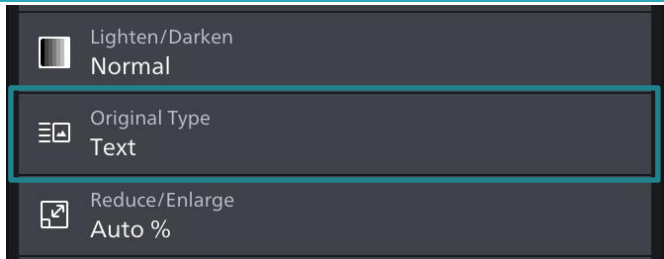 Lighten/Darken
Normal
Original Type
Text
Reduce/Enlarge
Auto %